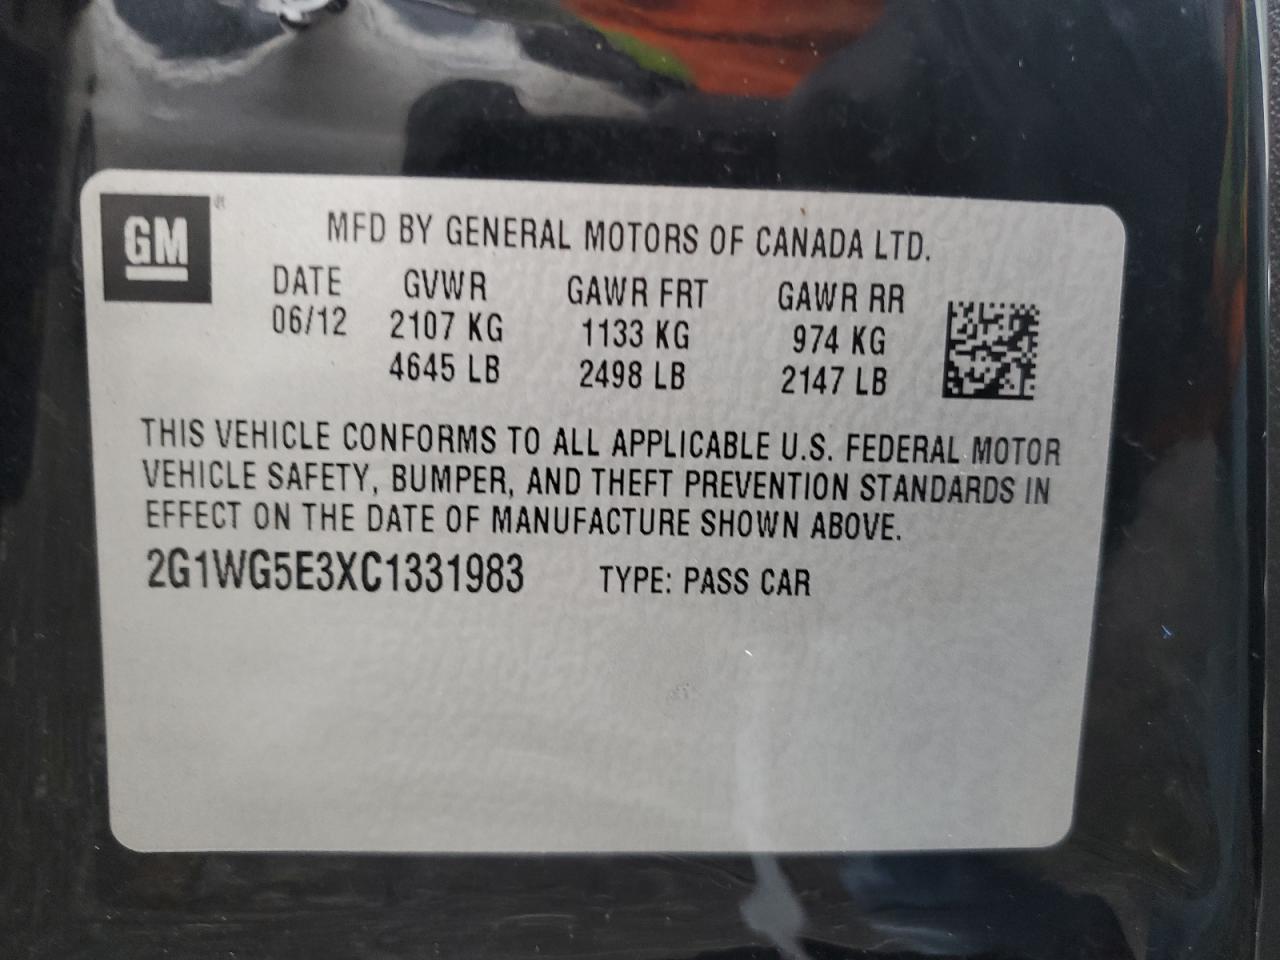 GM
MFD BY GENERAL MOTORS OF CANADA LTD.
DATE GVWR GAWR FRT GAWR RR
06/12 2107 KG 1133 KG 974 KG
4645 LB 2498 LB 2147 LB
THIS VEHICLE CONFORMS TO ALL APPLICABLE U.S. FEDERAL MOTOR
VEHICLE SAFETY, BUMPER, AND THEFT PREVENTION STANDARDS IN
EFFECT ON THE DATE OF MANUFACTURE SHOWN ABOVE.
2G1WG5E3XC1331983 TYPE: PASS CAR